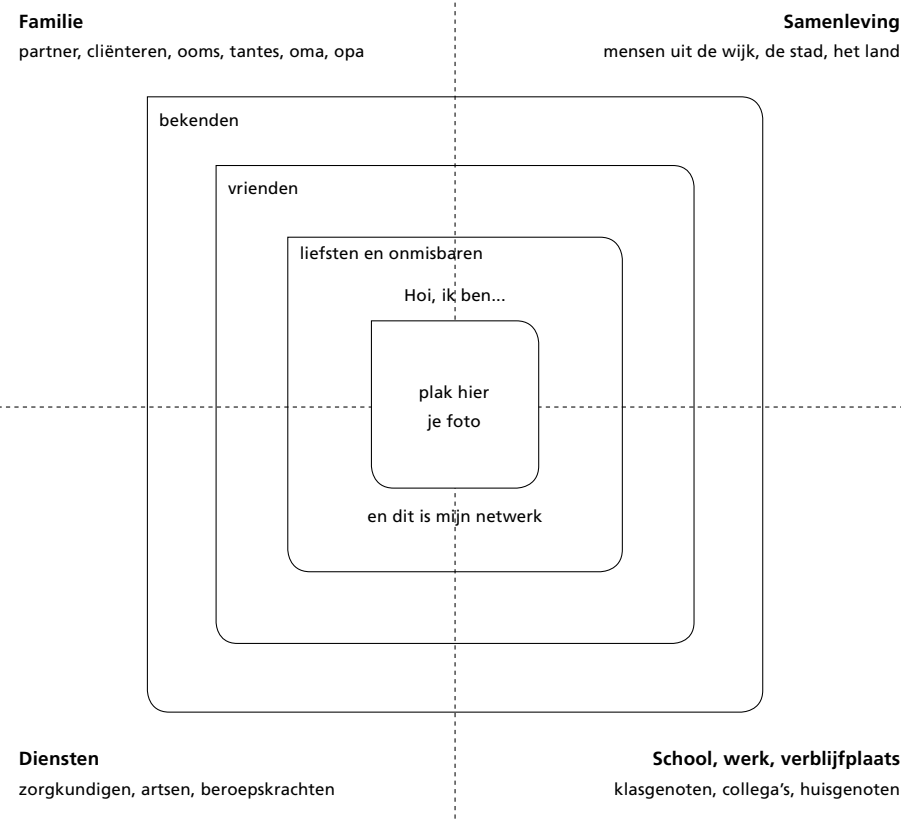 Familie
partner, cliënteren, ooms, tantes, oma, opa
Samenleving
mensen uit de wijk, de stad, het land
bekenden
vrienden
liefsten en onmisbaren
Hoi, ik ben...
plak hier
je foto
en dit is mijn netwerk
Diensten
zorgkundigen, artsen, beroepskrachten
School, werk, verblijfplaats
klasgenoten, collega’s, huisgenoten